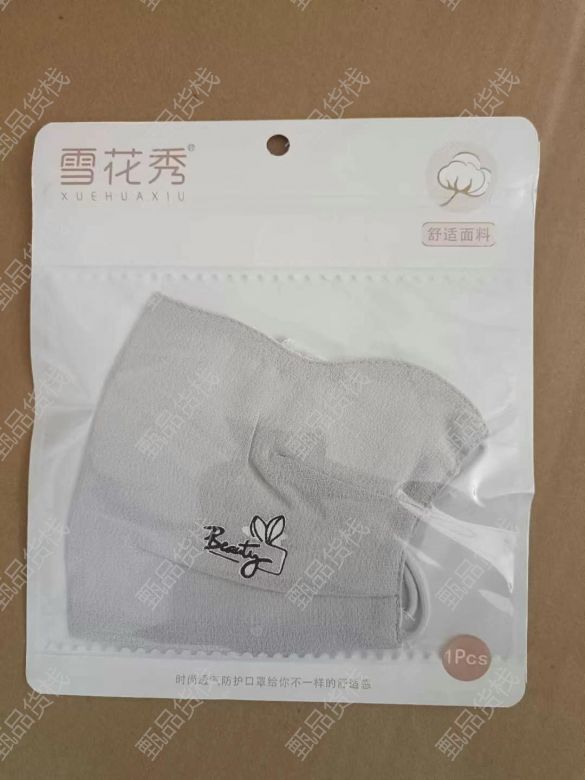 雪花秀®
XUEHUAXIU
舒适面料
Beauty
1Pcs
时尚透气防护口罩给你不一样的舒适感
甄品货栈